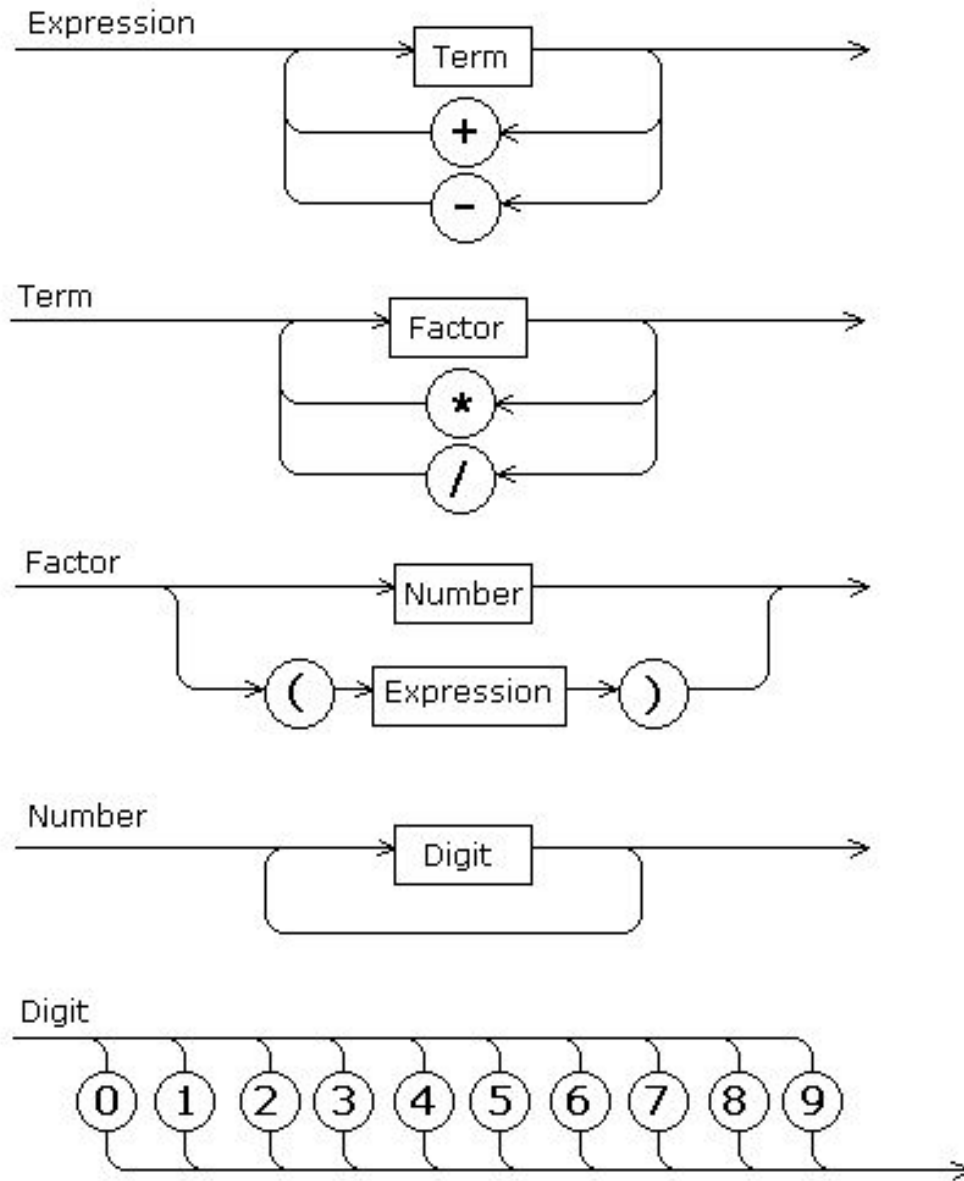 Expression
Term
+
-
Term
Factor
*
/
Factor
Number
( Expression )
Number
Digit
Digit
0 1 2 3 4 5 6 7 8 9